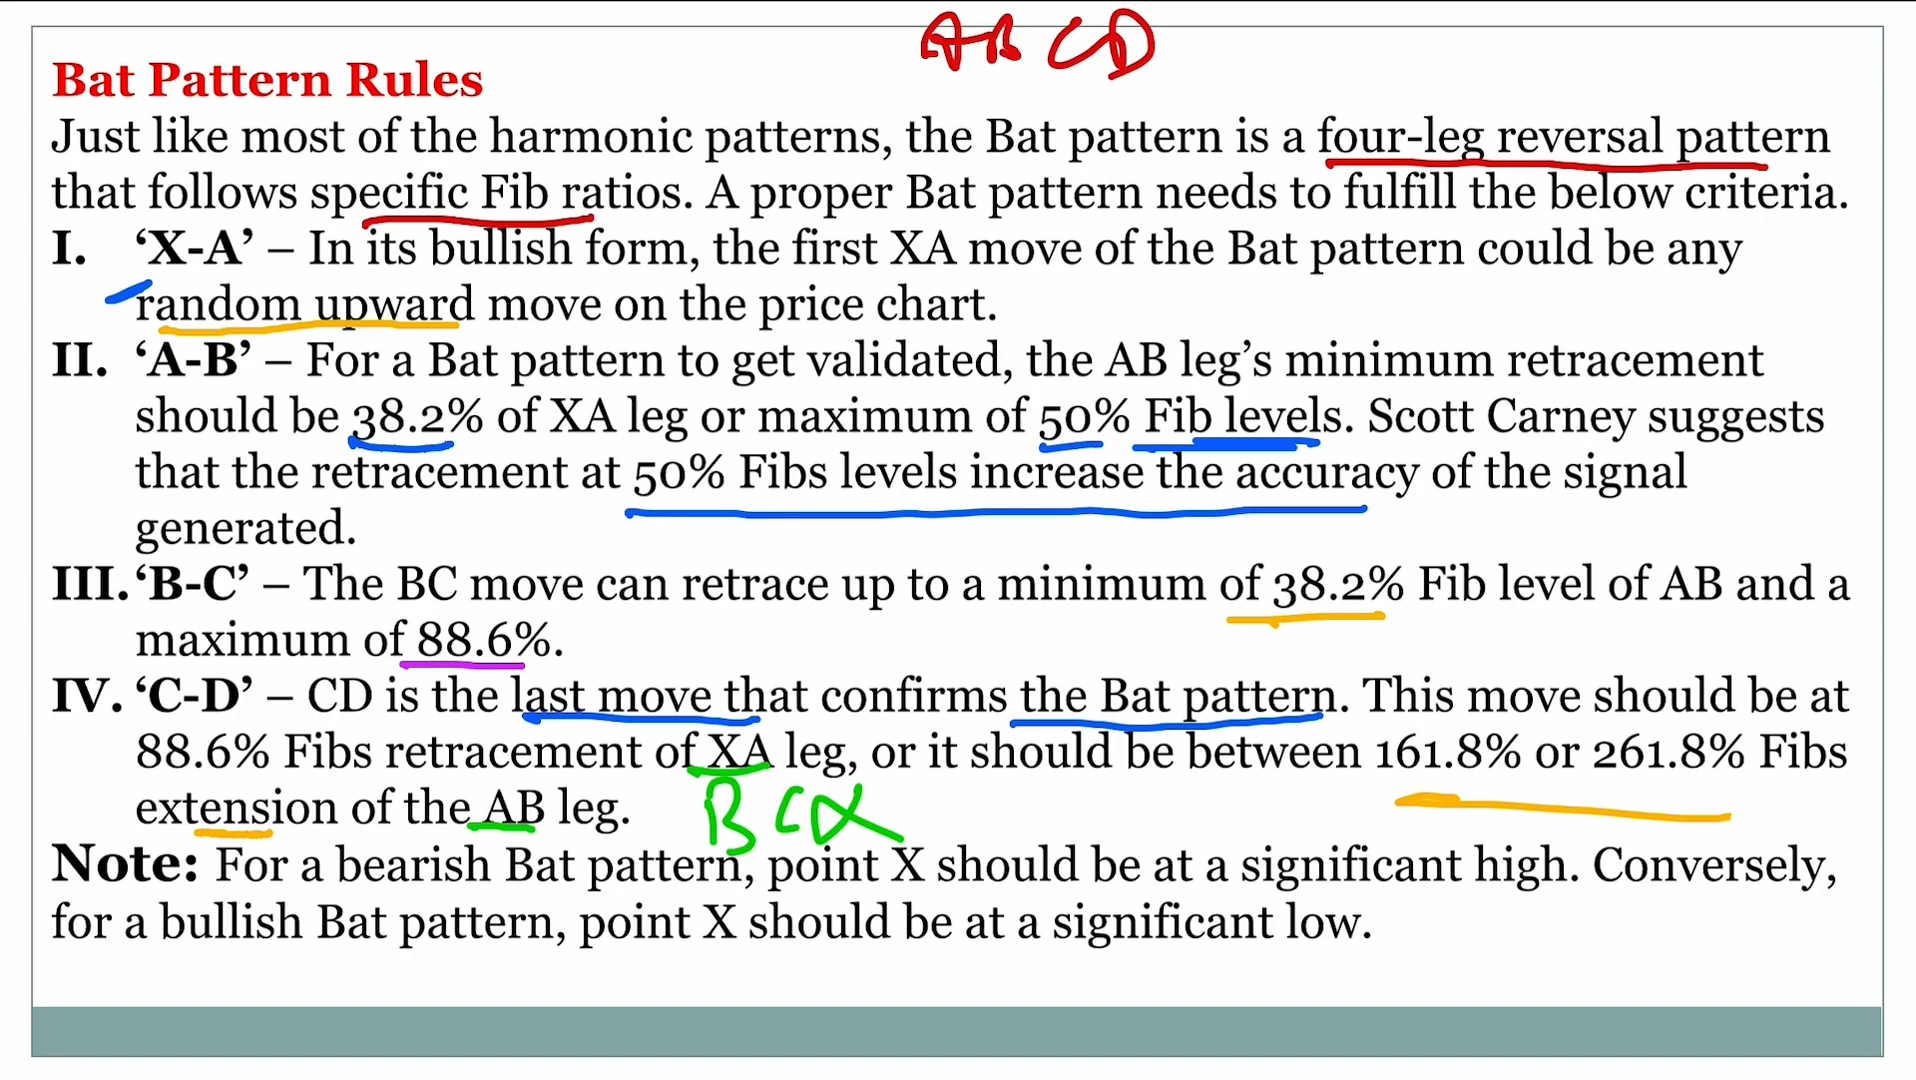 AB CD
Bat Pattern Rules
Just like most of the harmonic patterns, the Bat pattern is a four-leg reversal pattern
that follows specific Fib ratios. A proper Bat pattern needs to fulfill the below criteria.
I. ‘X-A’ – In its bullish form, the first XA move of the Bat pattern could be any
random upward move on the price chart.
II. ‘A-B’ – For a Bat pattern to get validated, the AB leg’s minimum retracement
should be 38.2% of XA leg or maximum of 50% Fib levels. Scott Carney suggests
that the retracement at 50% Fibs levels increase the accuracy of the signal
generated.
III. ‘B-C’ – The BC move can retrace up to a minimum of 38.2% Fib level of AB and a
maximum of 88.6%.
IV. ‘C-D’ – CD is the last move that confirms the Bat pattern. This move should be at
88.6% Fibs retracement of XA leg, or it should be between 161.8% or 261.8% Fibs
extension of the AB leg.
Note: For a bearish Bat pattern, point X should be at a significant high. Conversely,
for a bullish Bat pattern, point X should be at a significant low.